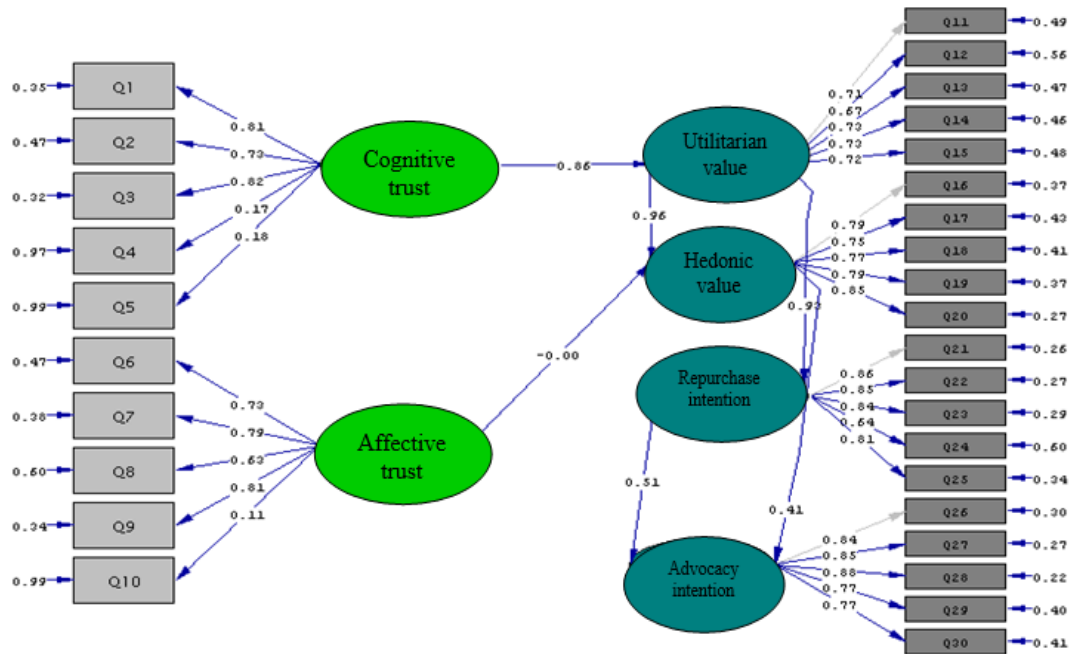 0.35 Q1
0.47 Q2
0.32 Q3
0.97 Q4
0.99 Q5
0.47 Q6
0.38 Q7
0.60 Q8
0.34 Q9
0.99 Q10
0.81
0.73
0.82
0.17
0.18
0.73
0.79
0.63
0.81
0.11
Cognitive
trust
Affective
trust
0.86
-0.00
Utilitarian
value
0.96
Hedonic
value
0.93
Repurchase
intention
0.51
0.41
Advocacy
intention
0.71
0.67
0.73
0.73
0.72
0.79
0.75
0.77
0.79
0.85
0.86
0.85
0.84
0.64
0.81
0.84
0.85
0.88
0.77
0.77
Q11 0.49
Q12 0.56
Q13 0.47
Q14 0.46
Q15 0.48
Q16 0.37
Q17 0.43
Q18 0.41
Q19 0.37
Q20 0.27
Q21 0.26
Q22 0.27
Q23 0.29
Q24 0.60
Q25 0.34
Q26 0.30
Q27 0.27
Q28 0.22
Q29 0.40
Q30 0.41